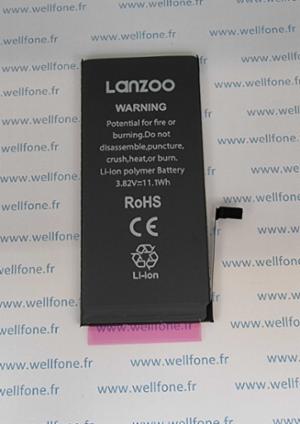 www.wellfone.fr
Lanzoo
WARNING
Potential for fire or
burning.Do not
disassemble,puncture,
crush,heat,or burn.
Li-ion polymer Battery
3.82V=11.1Wh
RoHS
CE
Li-ion